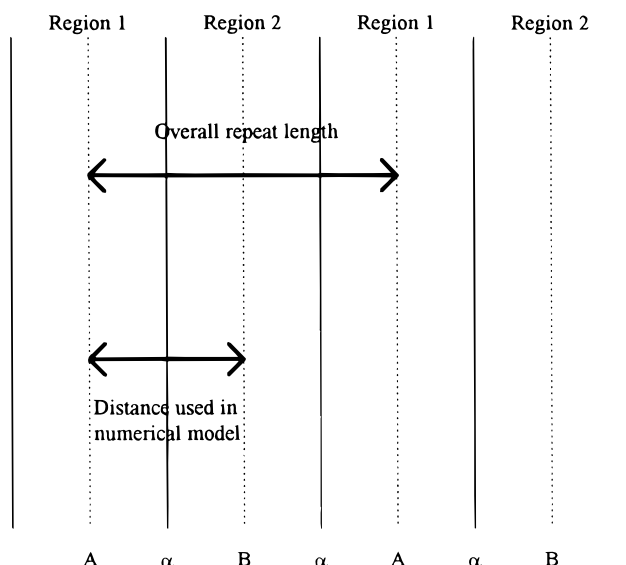 Region 1 Region 2 Region 1 Region 2
Overall repeat length
Distance used in
numerical model
A α B α A α B